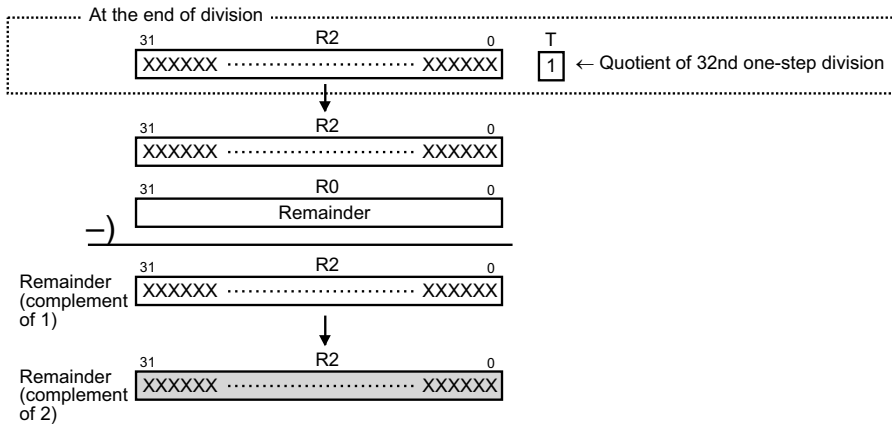 At the end of division
31 R2 0 T
XXXXXX ........................... XXXXXX 1 ← Quotient of 32nd one-step division
31 R2 0
XXXXXX ........................... XXXXXX
31 R0 0
Remainder
–)
31 R2 0
Remainder
(complement
of 1)
XXXXXX ........................... XXXXXX
31 R2 0
Remainder
(complement
of 2)
XXXXXX ........................... XXXXXX